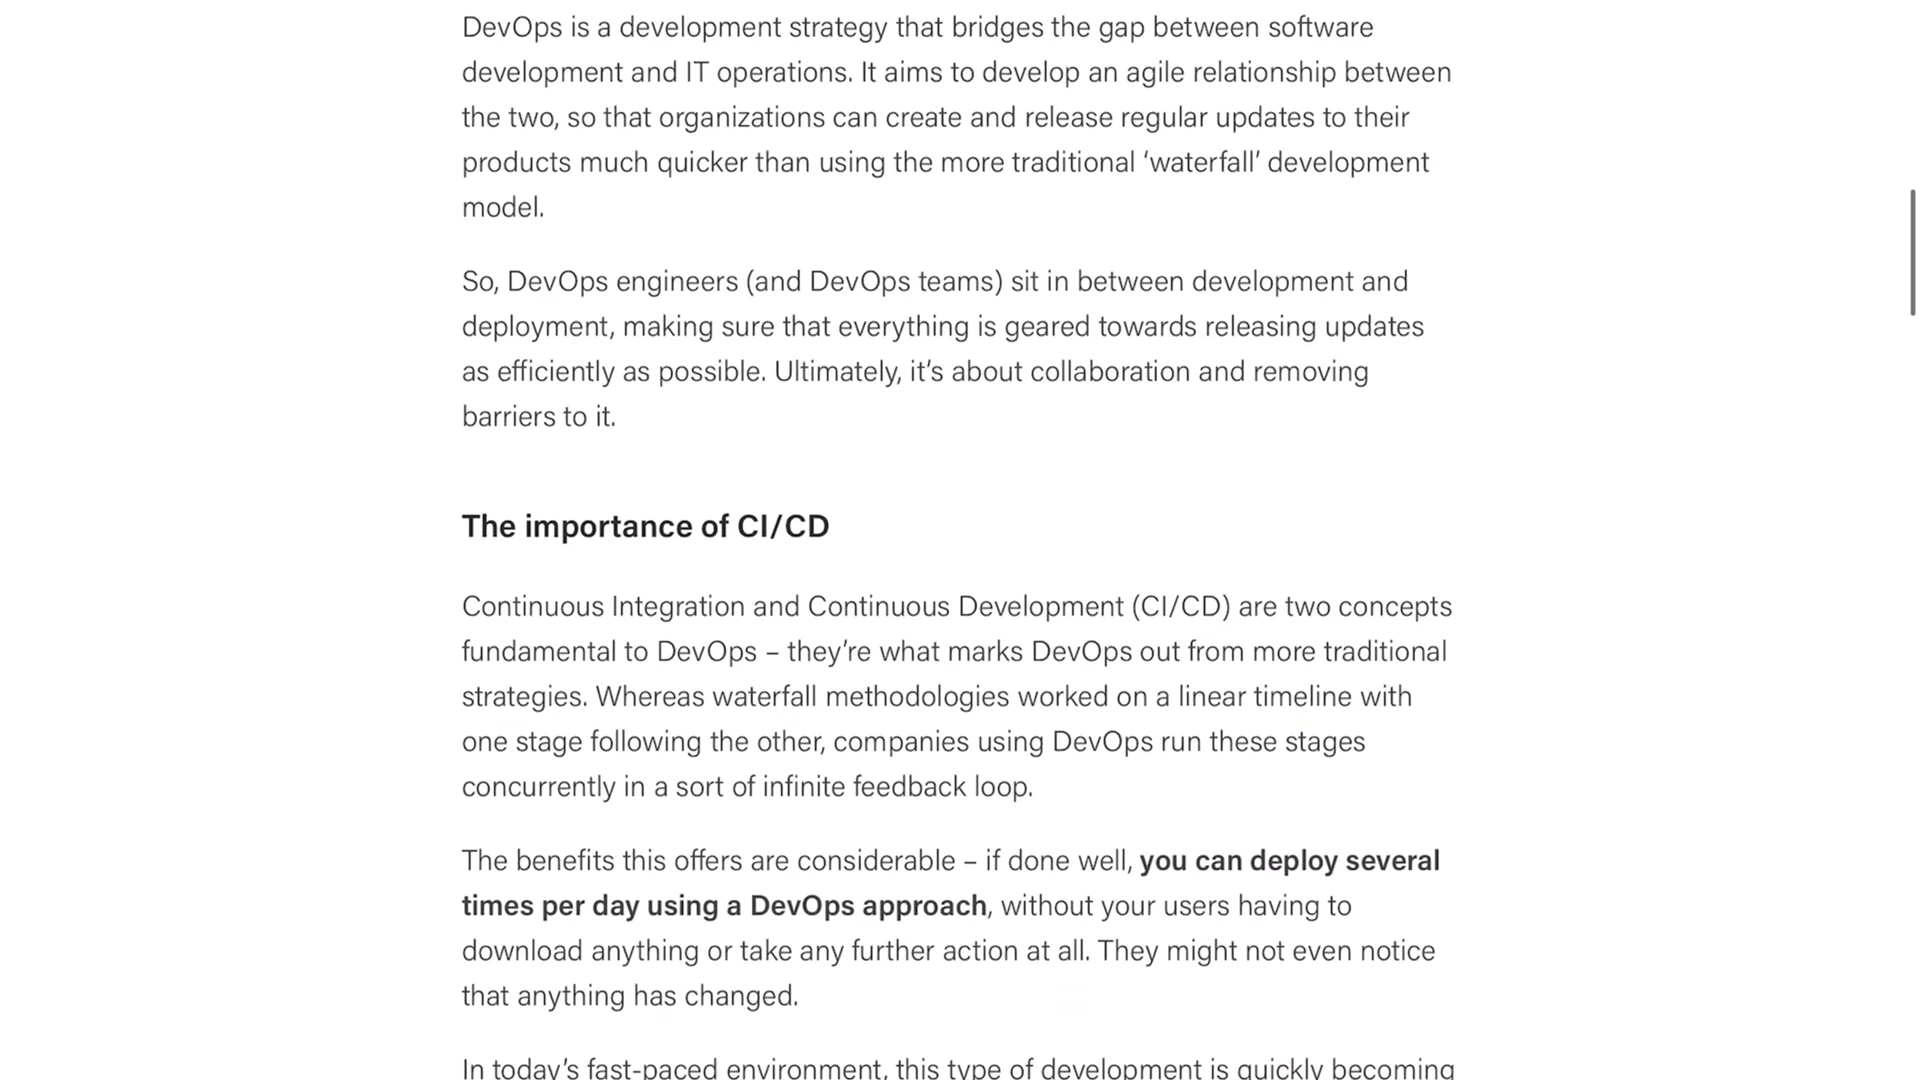 DevOps is a development strategy that bridges the gap between software
development and IT operations. It aims to develop an agile relationship between
the two, so that organizations can create and release regular updates to their
products much quicker than using the more traditional ‘waterfall’ development
model.
So, DevOps engineers (and DevOps teams) sit in between development and
deployment, making sure that everything is geared towards releasing updates
as efficiently as possible. Ultimately, it’s about collaboration and removing
barriers to it.
The importance of CI/CD
Continuous Integration and Continuous Development (CI/CD) are two concepts
fundamental to DevOps – they’re what marks DevOps out from more traditional
strategies. Whereas waterfall methodologies worked on a linear timeline with
one stage following the other, companies using DevOps run these stages
concurrently in a sort of infinite feedback loop.
The benefits this offers are considerable – if done well, you can deploy several
times per day using a DevOps approach, without your users having to
download anything or take any further action at all. They might not even notice
that anything has changed.
In today’s fast-paced environment, this type of development is quickly becoming